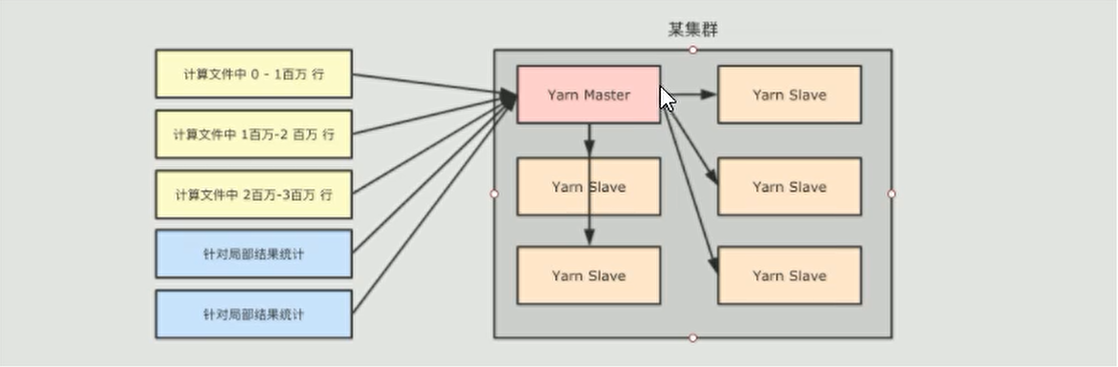 某集群
计算文件中 0 - 1百万 行
计算文件中 1百万-2 百万 行
计算文件中 2百万-3百万 行
针对局部结果统计
针对局部结果统计
Yarn Master
Yarn Slave
Yarn Slave
Yarn Slave
Yarn Slave
Yarn Slave